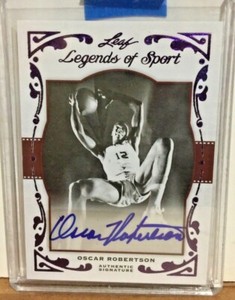 Leaf
Legends of Sport
12
Oscar Robertson
OSCAR ROBERTSON
AUTHENTIC
SIGNATURE